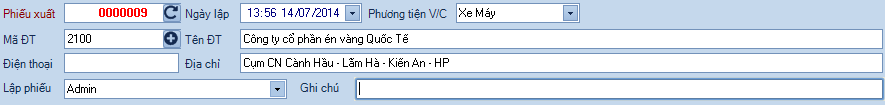 Phiếu xuất 0000009 Ngày lập 13:56 14/07/2014 Phương tiện V/C Xe Máy
Mã ĐT 2100 Tên ĐT Công ty cổ phần én vàng Quốc Tế
Điện thoại Địa chỉ Cụm CN Cành Hầu - Lãm Hà - Kiến An - HP
Lập phiếu Admin Ghi chú